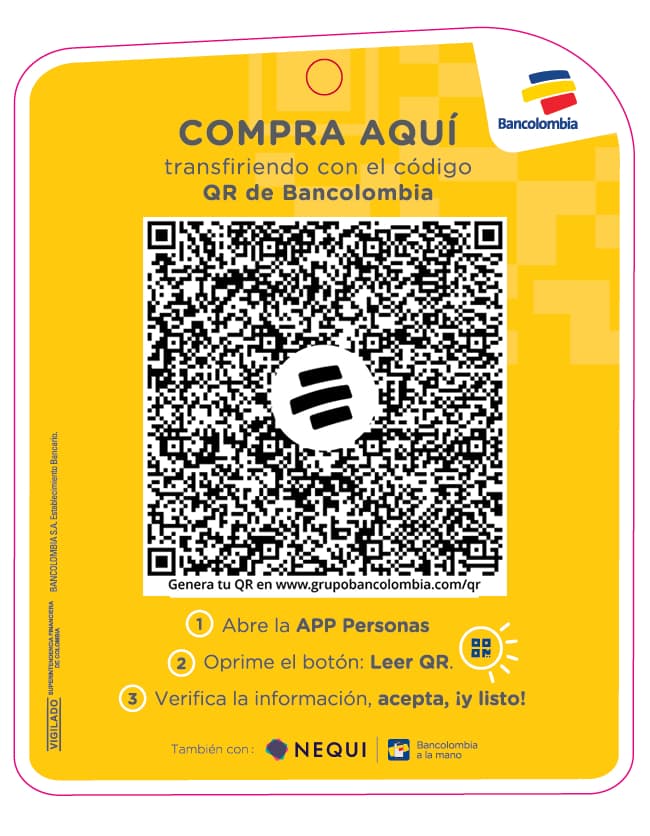 Bancolombia
COMPRA AQUÍ
transfiriendo con el código
QR de Bancolombia
Genera tu QR en www.grupobancolombia.com/qr
1 Abre la APP Personas
2 Oprime el botón: Leer QR.
3 Verifica la información, acepta, ¡y listo!
También con: NEQUI Bancolombia
a la mano
BANCOLOMBIA S.A. Establecimiento Bancario.
VIGILADO SUPERINTENDENCIA FINANCIERA
DE COLOMBIA